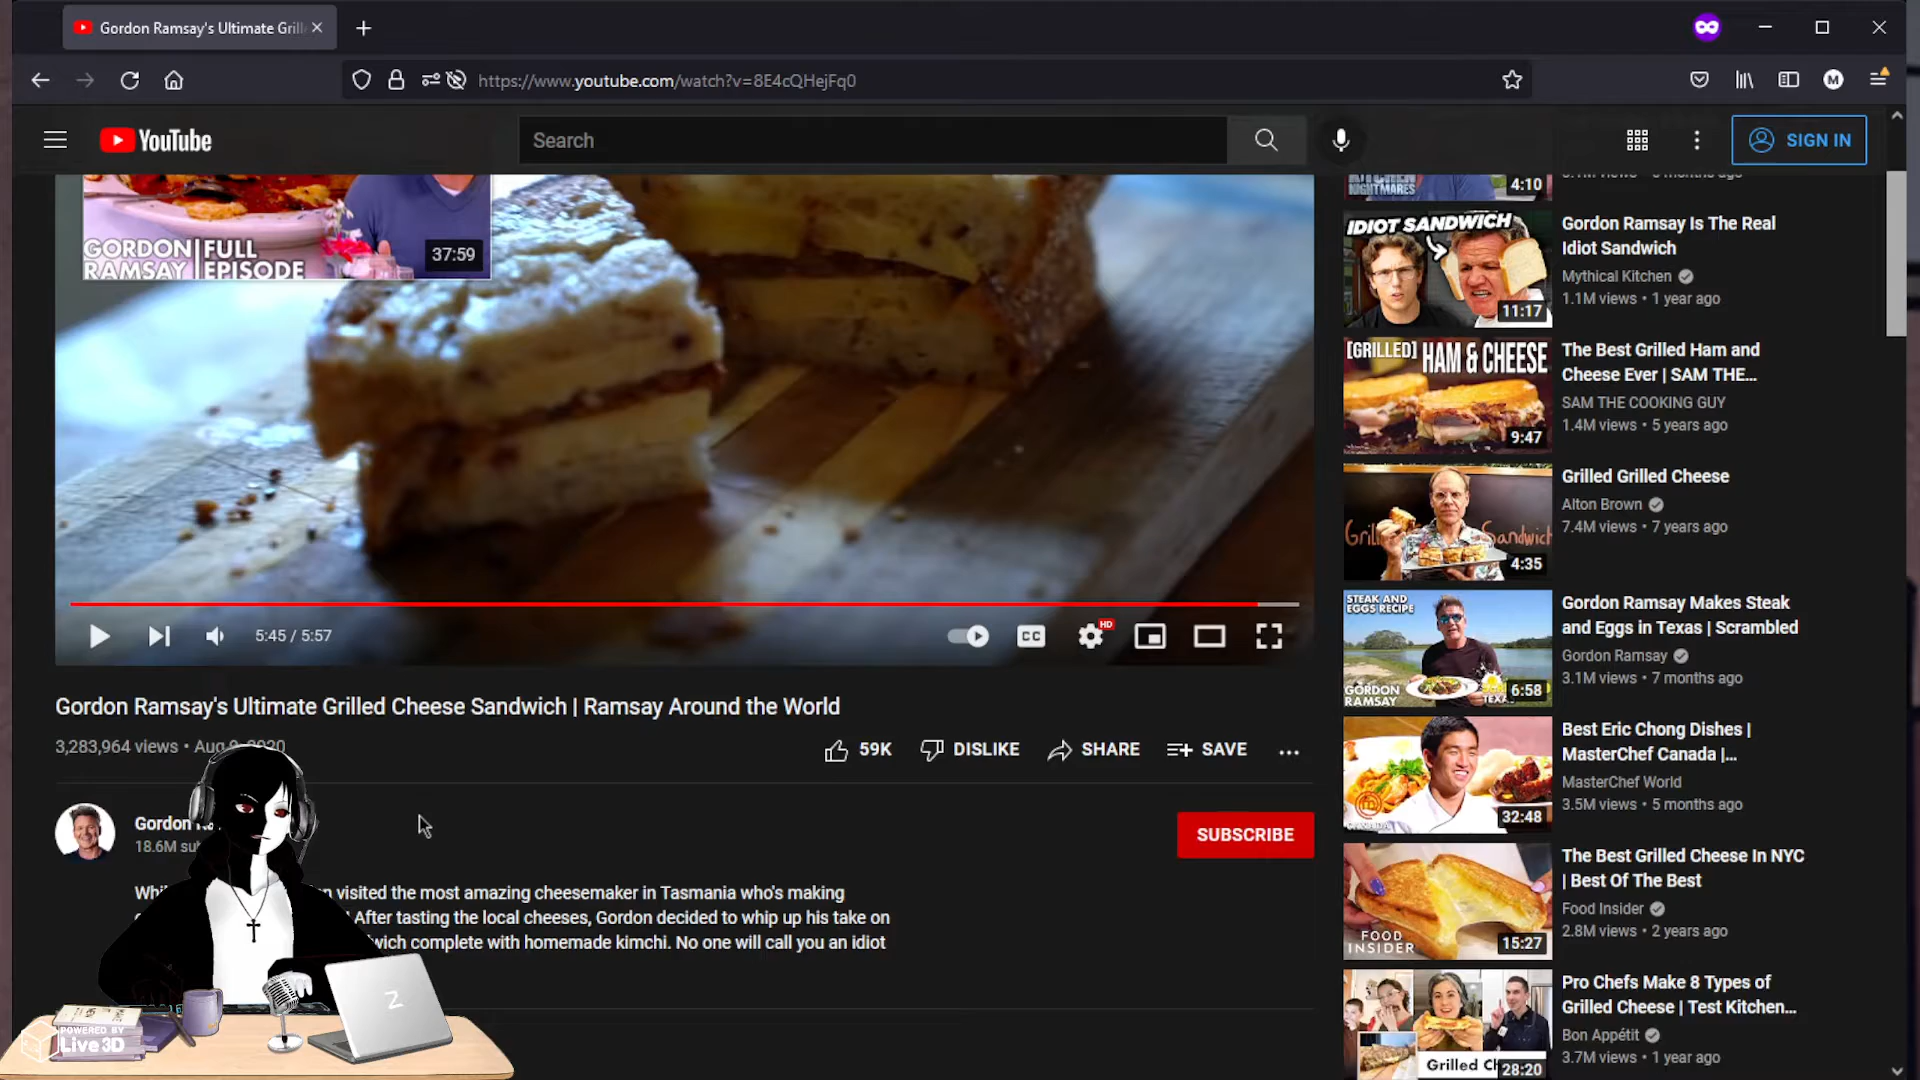 Gordon Ramsay's Ultimate Grill
https://www.youtube.com/watch?v=8E4cQHejFq0
YouTube
Search
SIGN IN
GORDON RAMSAY
FULL EPISODE
37:59
5:45 / 5:57
CC
HD
Gordon Ramsay's Ultimate Grilled Cheese Sandwich | Ramsay Around the World
3,283,964 views • Aug 9, 2020
59K
DISLIKE
SHARE
SAVE
Gordon
18.6M
SUBSCRIBE
visited the most amazing cheesemaker in Tasmania who's making
After tasting the local cheeses, Gordon decided to whip up his take on
complete with homemade kimchi. No one will call you an idiot
Z
POWERED BY
Live3D
KITCHEN
NIGHTMARES
4:10
IDIOT SANDWICH
11:17
Gordon Ramsay Is The Real
Idiot Sandwich
Mythical Kitchen
1.1M views • 1 year ago
[GRILLED] HAM & CHEESE
9:47
The Best Grilled Ham and
Cheese Ever | SAM THE...
SAM THE COOKING GUY
1.4M views • 5 years ago
4:35
Grilled Grilled Cheese
Alton Brown
7.4M views • 7 years ago
STEAK AND
EGGS RECIPE
GORDON
RAMSAY
TEXAS
6:58
Gordon Ramsay Makes Steak
and Eggs in Texas | Scrambled
Gordon Ramsay
3.1M views • 7 months ago
32:48
Best Eric Chong Dishes |
MasterChef Canada |...
MasterChef World
3.5M views • 5 months ago
FOOD
INSIDER
15:27
The Best Grilled Cheese In NYC
| Best Of The Best
Food Insider
2.8M views • 2 years ago
Grilled Ch
28:20
Pro Chefs Make 8 Types of
Grilled Cheese | Test Kitchen...
Bon Appétit
3.7M views • 1 year ago
M